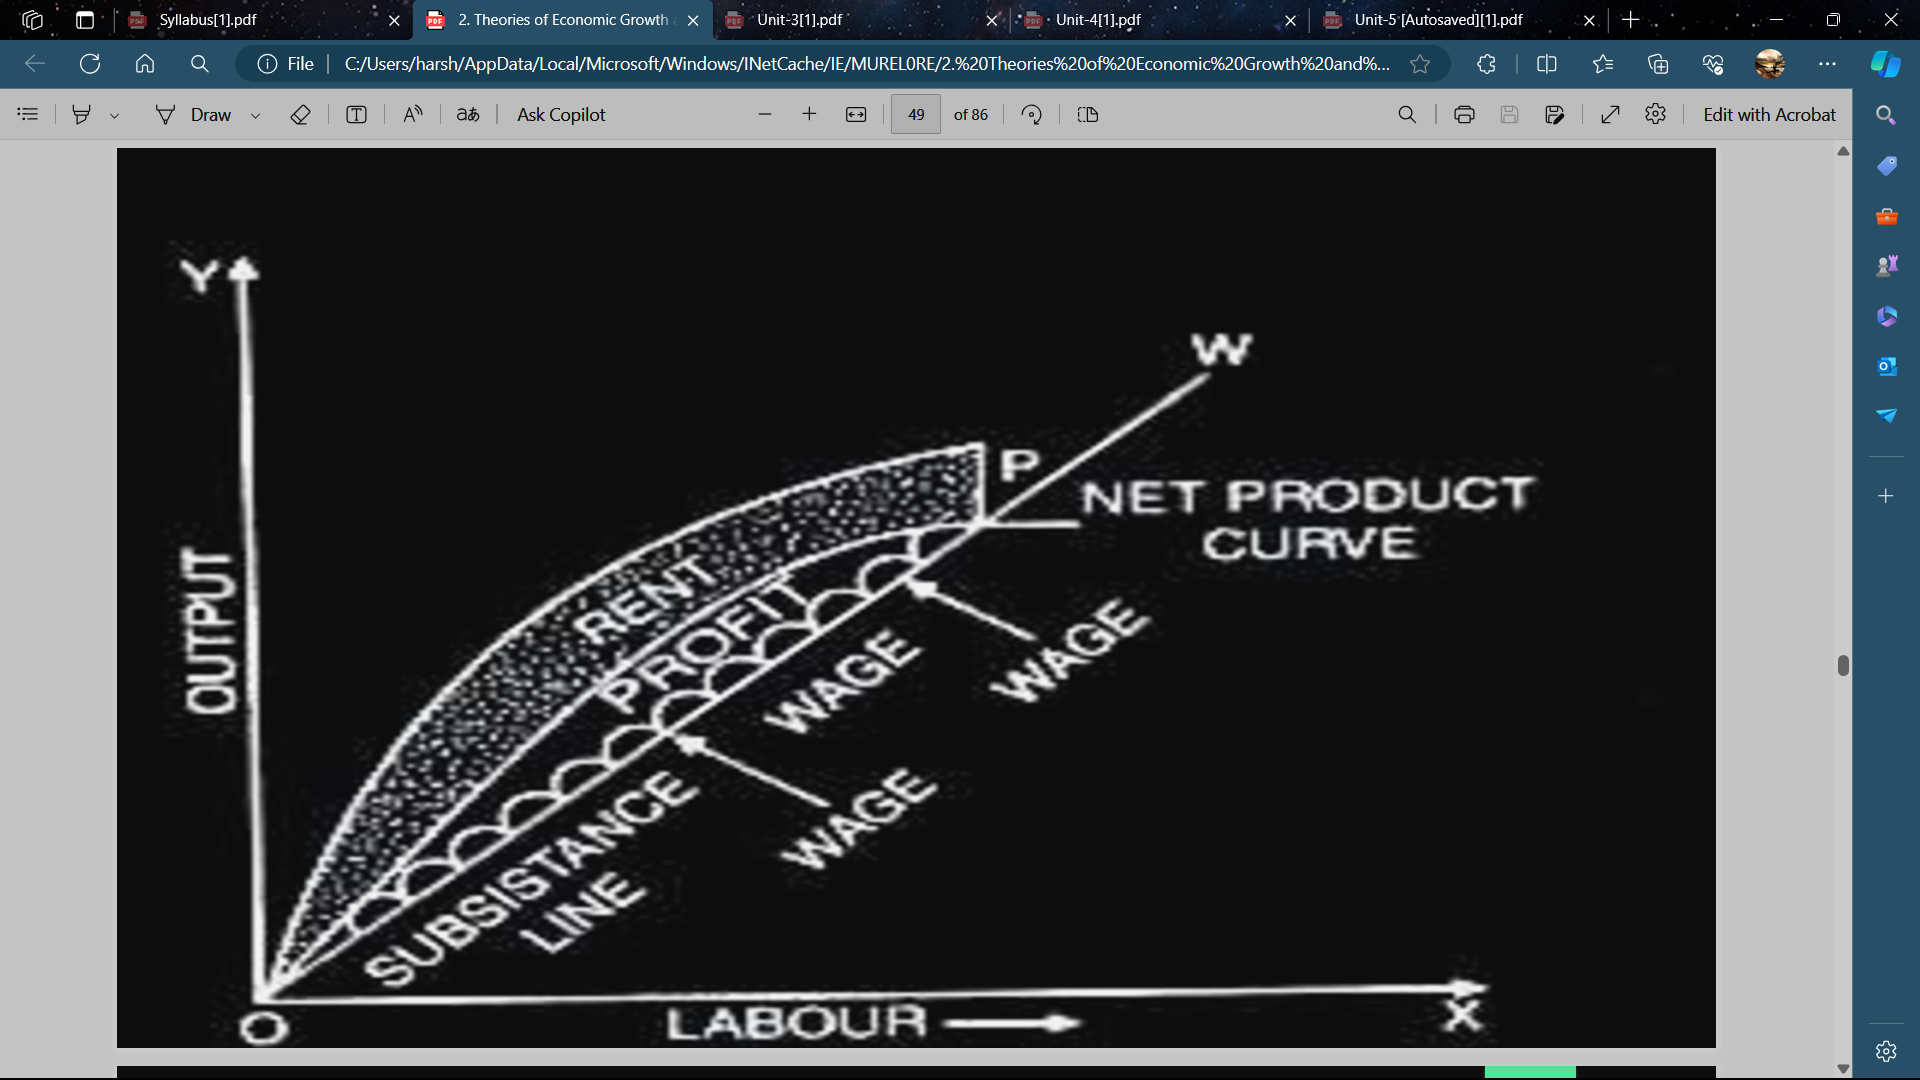 Syllabus[1].pdf
2. Theories of Economic Growth
Unit-3[1].pdf
Unit-4[1].pdf
Unit-5 [Autosaved][1].pdf
File
C:/Users/harsh/AppData/Local/Microsoft/Windows/INetCache/IE/MUREL0RE/2.%20Theories%20of%20Economic%20Growth%20and%...
Draw
aあ
Ask Copilot
49
of 86
Edit with Acrobat
Y
W
P
NET PRODUCT
CURVE
OUTPUT
RENT
PROFIT
WAGE
WAGE
WAGE
SUBSISTANCE
LINE
O
LABOUR
X